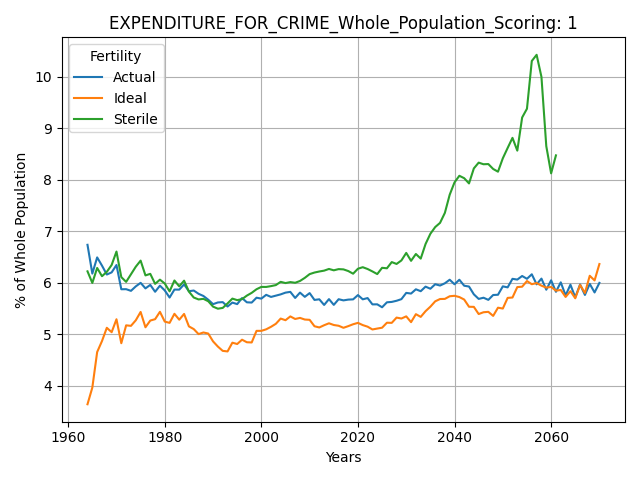 EXPENDITURE_FOR_CRIME_Whole_Population_Scoring: 1
Fertility
Actual
Ideal
Sterile
% of Whole Population
10
9
8
7
6
5
4
1960
1980
2000
2020
2040
2060
Years